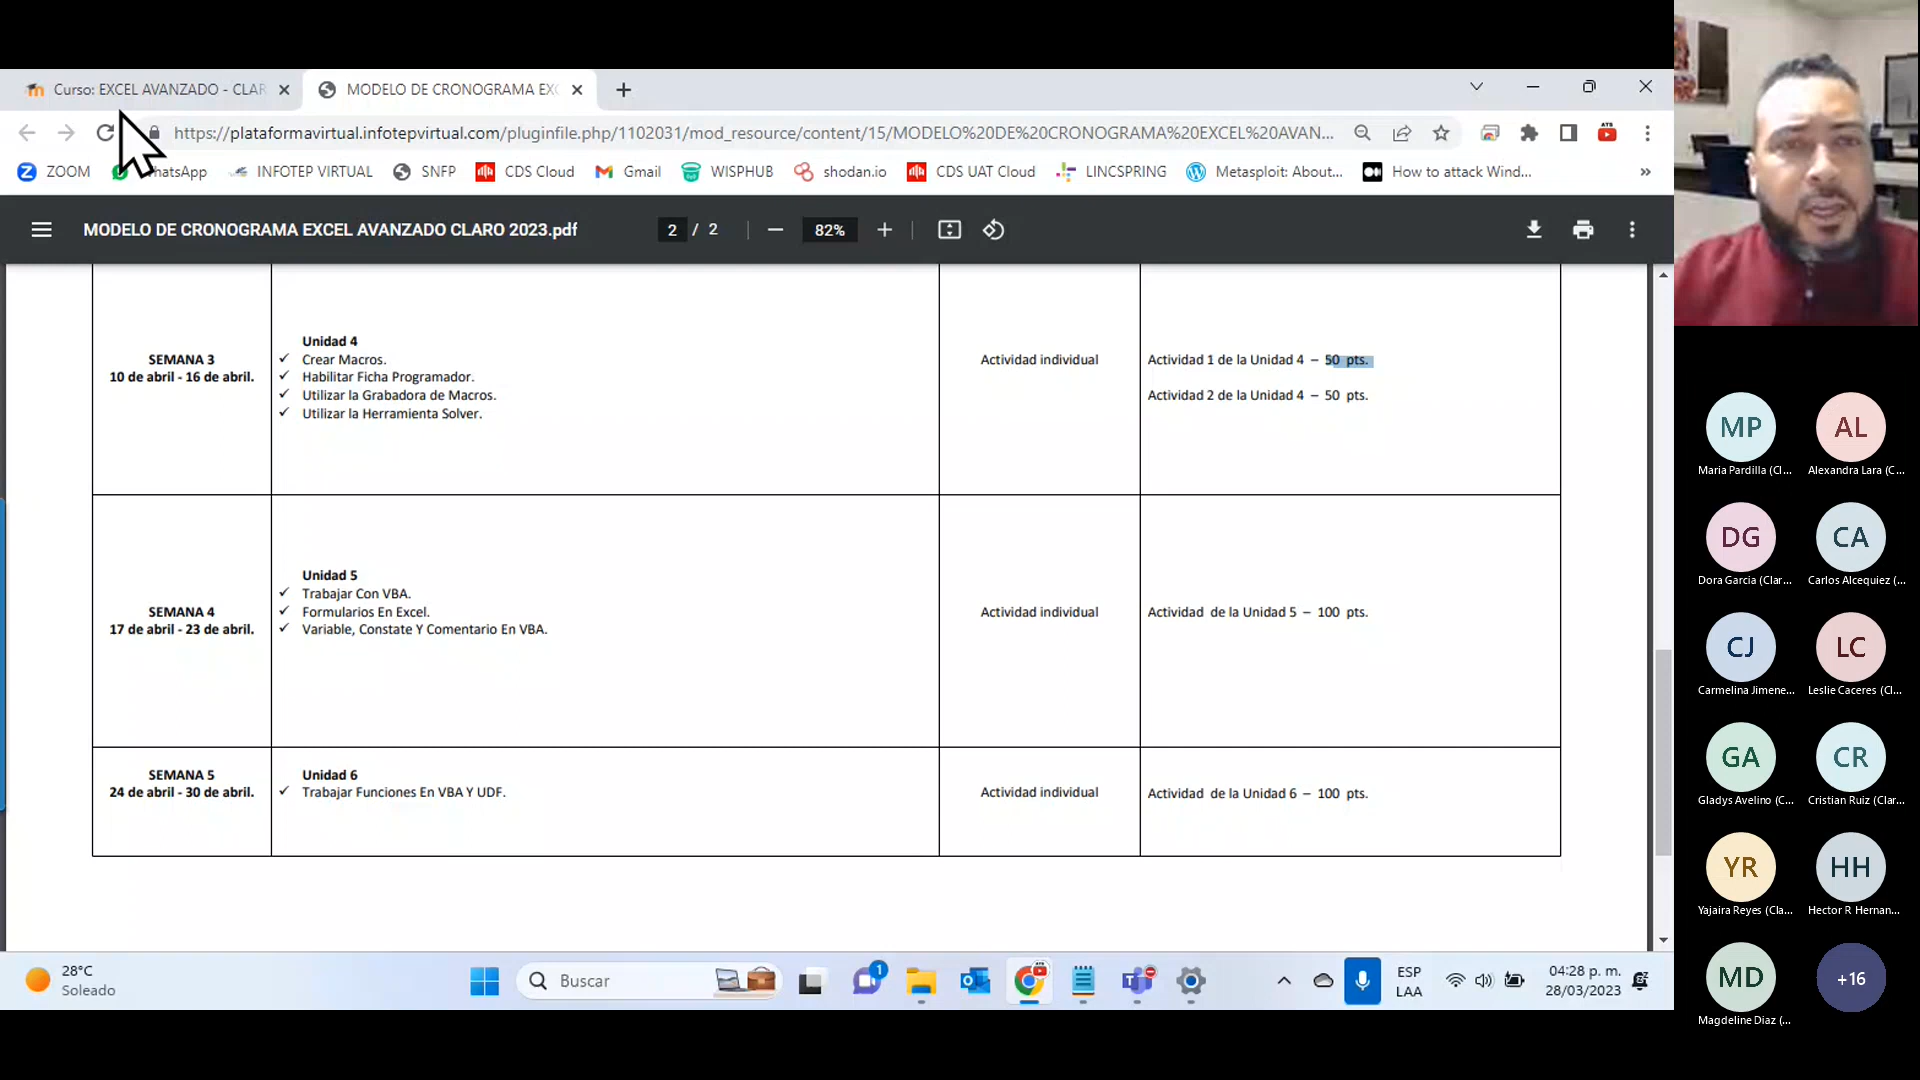 Curso: EXCEL AVANZADO - CLAR
MODELO DE CRONOGRAMA EXC
https://plataformavirtual.infotepvirtual.com/pluginfile.php/1102031/mod_resource/content/15/MODELO%20DE%20CRONOGRAMA%20EXCEL%20AVAN...
ZOOM
hatsApp
INFOTEP VIRTUAL
SNFP
CDS Cloud
Gmail
WISPHUB
shodan.io
CDS UAT Cloud
LINCSPRING
Metasploit: About...
How to attack Wind...
»
MODELO DE CRONOGRAMA EXCEL AVANZADO CLARO 2023.pdf
2 / 2
82%
SEMANA 3
10 de abril - 16 de abril.
Unidad 4
✓ Crear Macros.
✓ Habilitar Ficha Programador.
✓ Utilizar la Grabadora de Macros.
✓ Utilizar la Herramienta Solver.
Actividad individual
Actividad 1 de la Unidad 4 – 50 pts.
Actividad 2 de la Unidad 4 – 50 pts.
SEMANA 4
17 de abril - 23 de abril.
Unidad 5
✓ Trabajar Con VBA.
✓ Formularios En Excel.
✓ Variable, Constate Y Comentario En VBA.
Actividad individual
Actividad de la Unidad 5 – 100 pts.
SEMANA 5
24 de abril - 30 de abril.
Unidad 6
✓ Trabajar Funciones En VBA Y UDF.
Actividad individual
Actividad de la Unidad 6 – 100 pts.
28°C
Soleado
Buscar
1
ESP
LAA
04:28 p. m.
28/03/2023
MP
Maria Pardilla (Cl...
AL
Alexandra Lara (C...
DG
Dora Garcia (Clar...
CA
Carlos Alcequiez (...
CJ
Carmelina Jimene...
LC
Leslie Caceres (Cl...
GA
Gladys Avelino (C...
CR
Cristian Ruiz (Clar...
YR
Yajaira Reyes (Cla...
HH
Hector R Hernan...
MD
Magdeline Diaz (...
+16